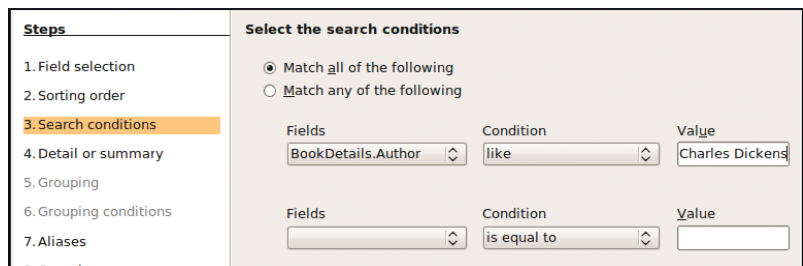 Steps
1. Field selection
2. Sorting order
3. Search conditions
4. Detail or summary
5. Grouping
6. Grouping conditions
7. Aliases
Select the search conditions
Match all of the following
Match any of the following
Fields Condition Value
BookDetails.Author like Charles Dickens
Fields Condition Value
is equal to